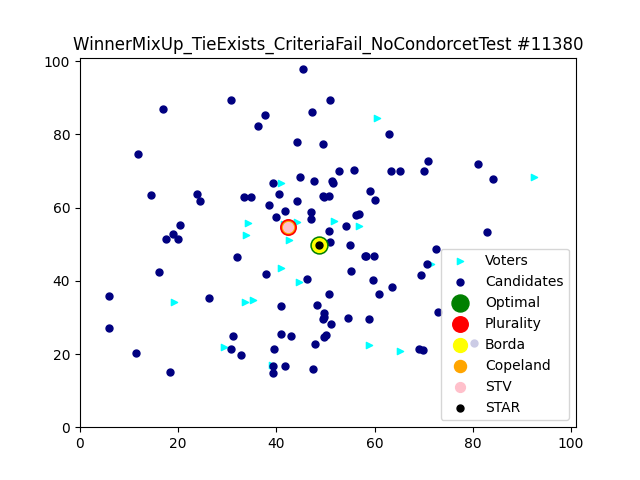 WinnerMixUp_TieExists_CriteriaFail_NoCondorcetTest #11380
100
80
60
40
20
0
0 20 40 60 80 100
Voters
Candidates
Optimal
Plurality
Borda
Copeland
STV
STAR